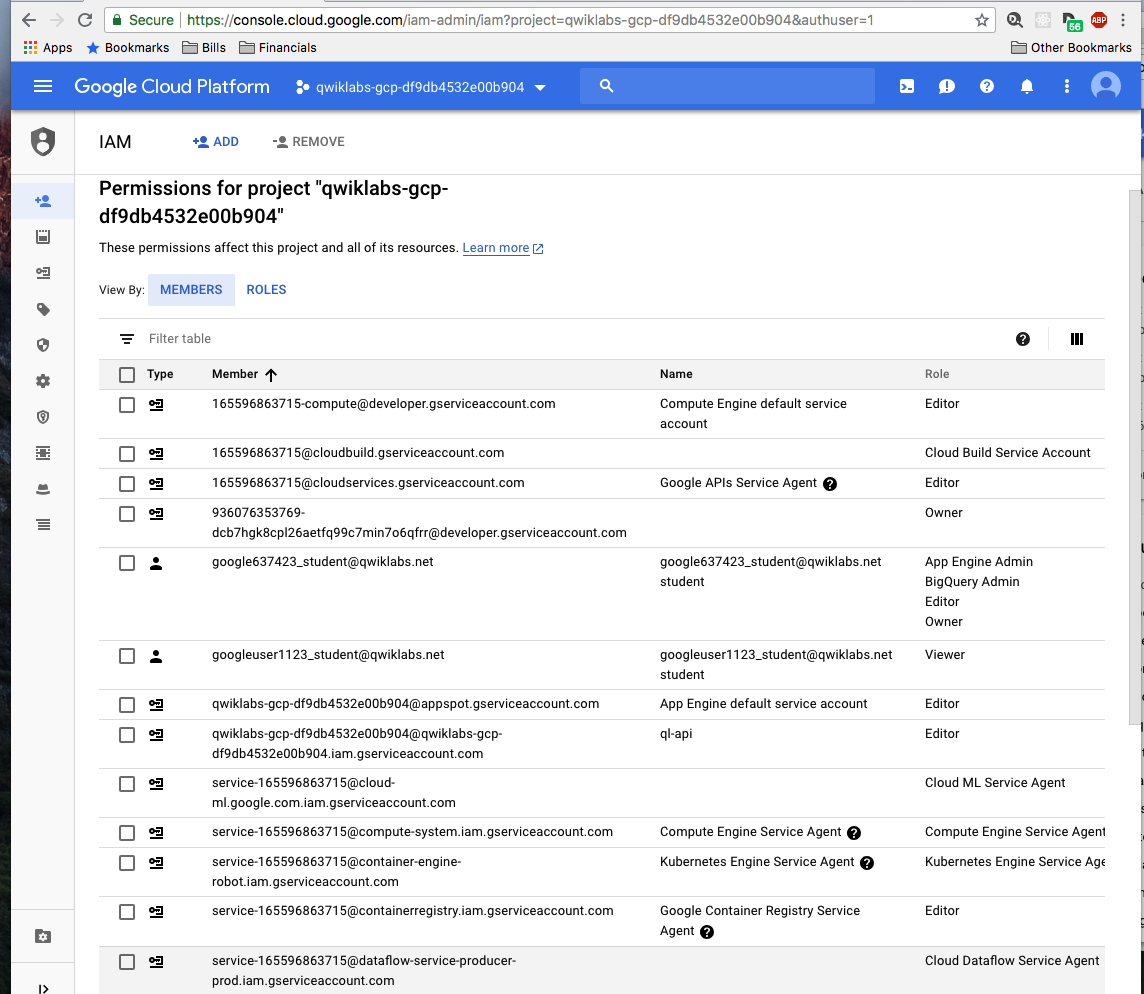 Secure https://console.cloud.google.com/iam-admin/iam?project=qwiklabs-gcp-df9db4532e00b904&authuser=1
56
ABP
Apps Bookmarks Bills Financials Other Bookmarks
Google Cloud Platform qwiklabs-gcp-df9db4532e00b904
IAM ADD REMOVE
Permissions for project "qwiklabs-gcp-
df9db4532e00b904"
These permissions affect this project and all of its resources. Learn more
View By: MEMBERS ROLES
Filter table
Type Member Name Role
165596863715-compute@developer.gserviceaccount.com Compute Engine default service Editor
account
165596863715@cloudbuild.gserviceaccount.com Cloud Build Service Account
165596863715@cloudservices.gserviceaccount.com Google APIs Service Agent Editor
936076353769- Owner
dcb7hgk8cpl26aetfq99c7min7o6qfrr@developer.gserviceaccount.com
google637423_student@qwiklabs.net google637423_student@qwiklabs.net App Engine Admin
student BigQuery Admin
Editor
Owner
googleuser1123_student@qwiklabs.net googleuser1123_student@qwiklabs.net Viewer
student
qwiklabs-gcp-df9db4532e00b904@appspot.gserviceaccount.com App Engine default service account Editor
qwiklabs-gcp-df9db4532e00b904@qwiklabs-gcp- ql-api Editor
df9db4532e00b904.iam.gserviceaccount.com
service-165596863715@cloud- Cloud ML Service Agent
ml.google.com.iam.gserviceaccount.com
service-165596863715@compute-system.iam.gserviceaccount.com Compute Engine Service Agent Compute Engine Service Agent
service-165596863715@container-engine- Kubernetes Engine Service Agent Kubernetes Engine Service Age
robot.iam.gserviceaccount.com
service-165596863715@containerregistry.iam.gserviceaccount.com Google Container Registry Service Editor
Agent
service-165596863715@dataflow-service-producer- Cloud Dataflow Service Agent
prod.iam.gserviceaccount.com